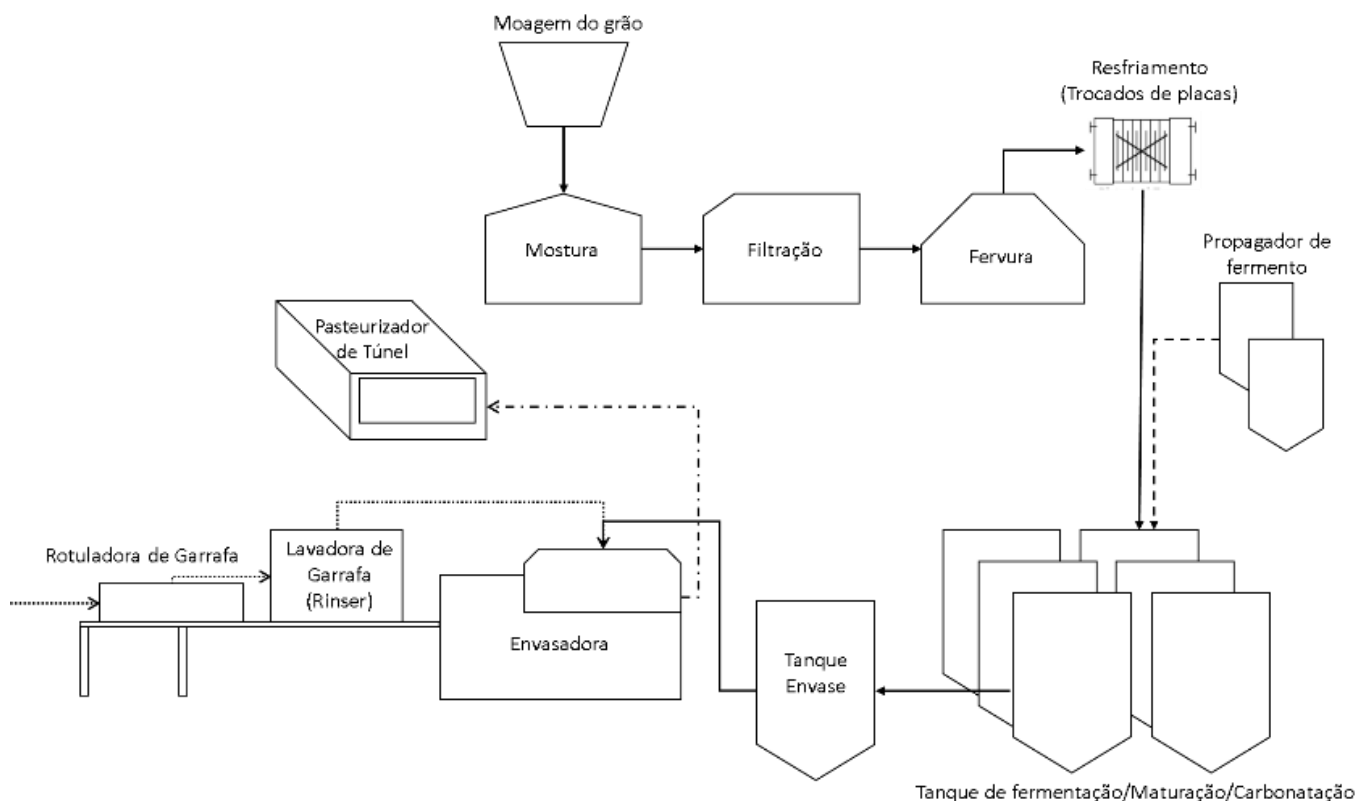 Moagem do grão
Resfriamento
(Trocados de placas)
Mostura
Filtração
Fervura
Propagador de
fermento
Pasteurizador
de Túnel
Rotuladora de Garrafa
Lavadora de
Garrafa
(Rinser)
Envasadora
Tanque
Envase
Tanque de fermentação/Maturação/Carbonatação